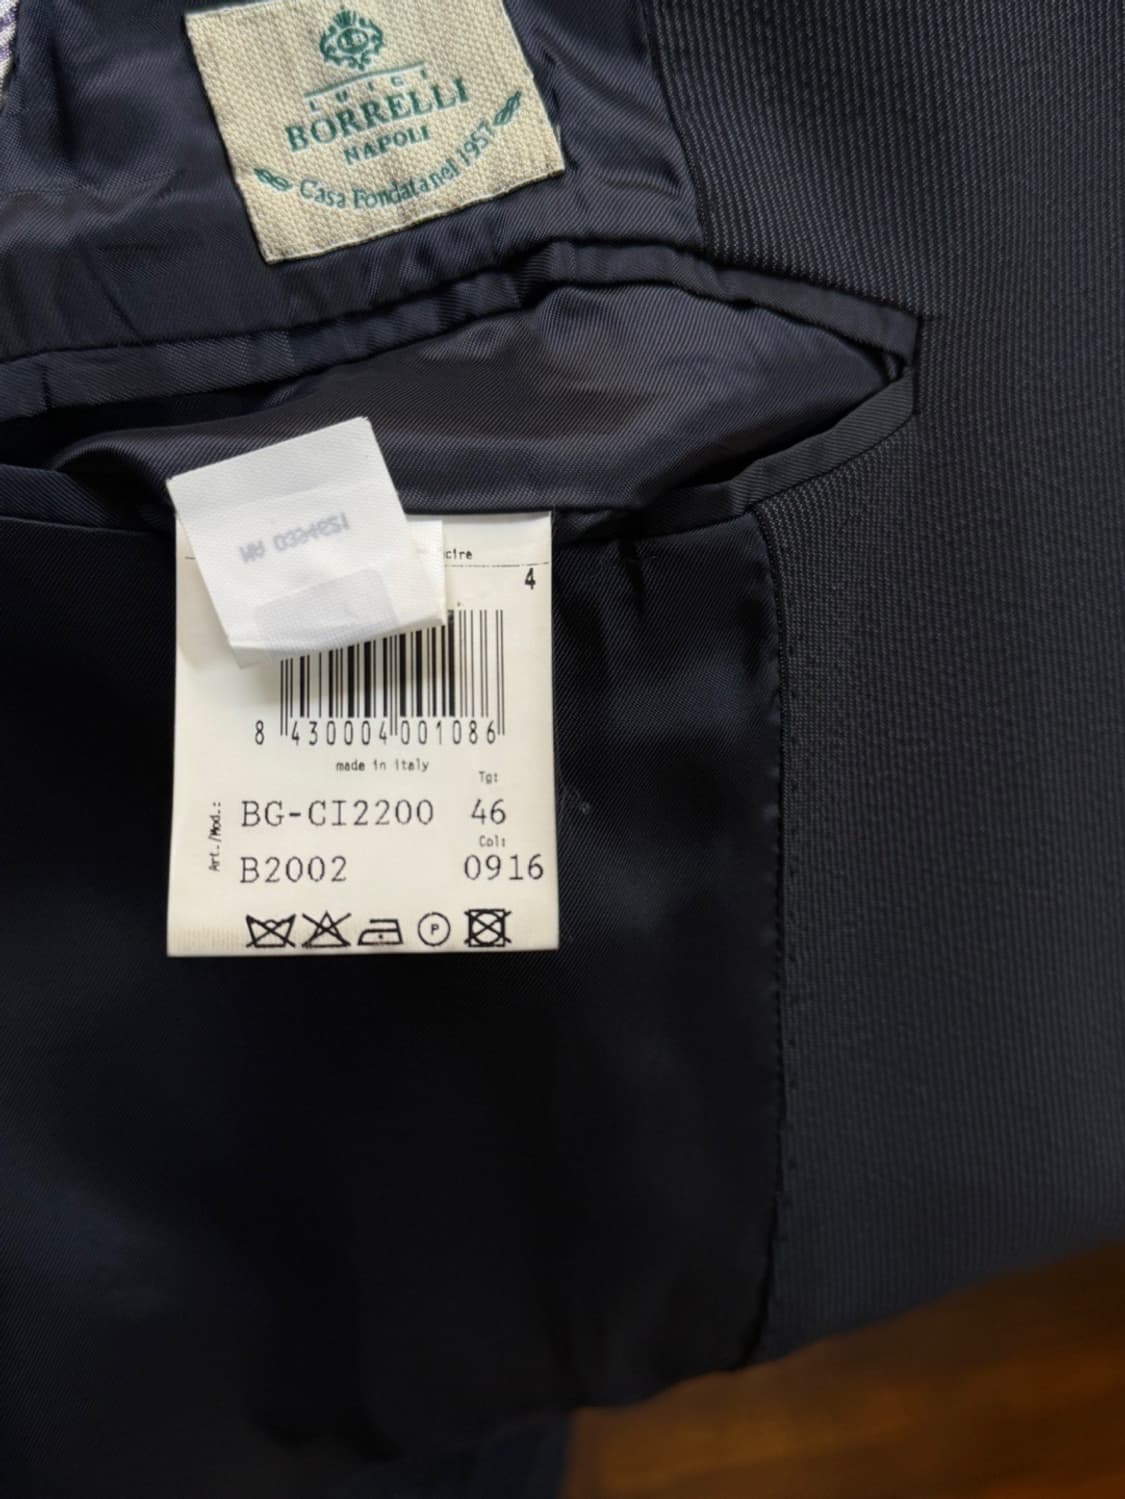 LUIGI
BORRELLI
NAPOLI
Casa Fondata nel 1957
4
8 430004 001086
made in italy
Tg:
Art./Mod.: BG-CI2200 46
Col:
B2002 0916
P